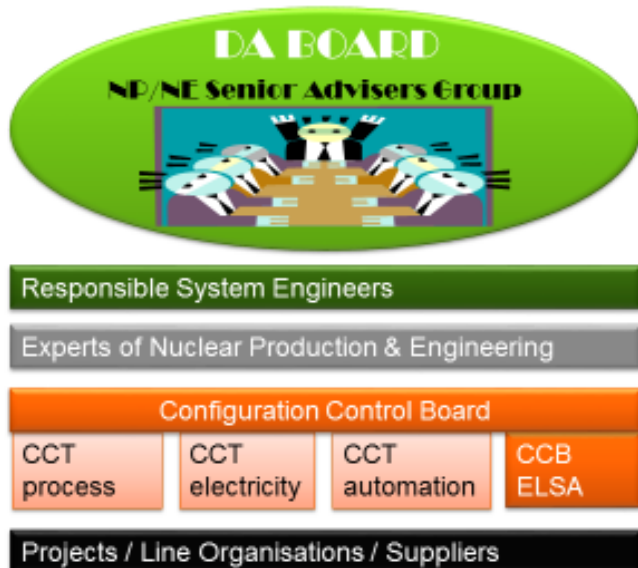 DA BOARD
NP/NE Senior Advisers Group
Responsible System Engineers
Experts of Nuclear Production & Engineering
Configuration Control Board
CCT
process
CCT
electricity
CCT
automation
CCB
ELSA
Projects / Line Organisations / Suppliers